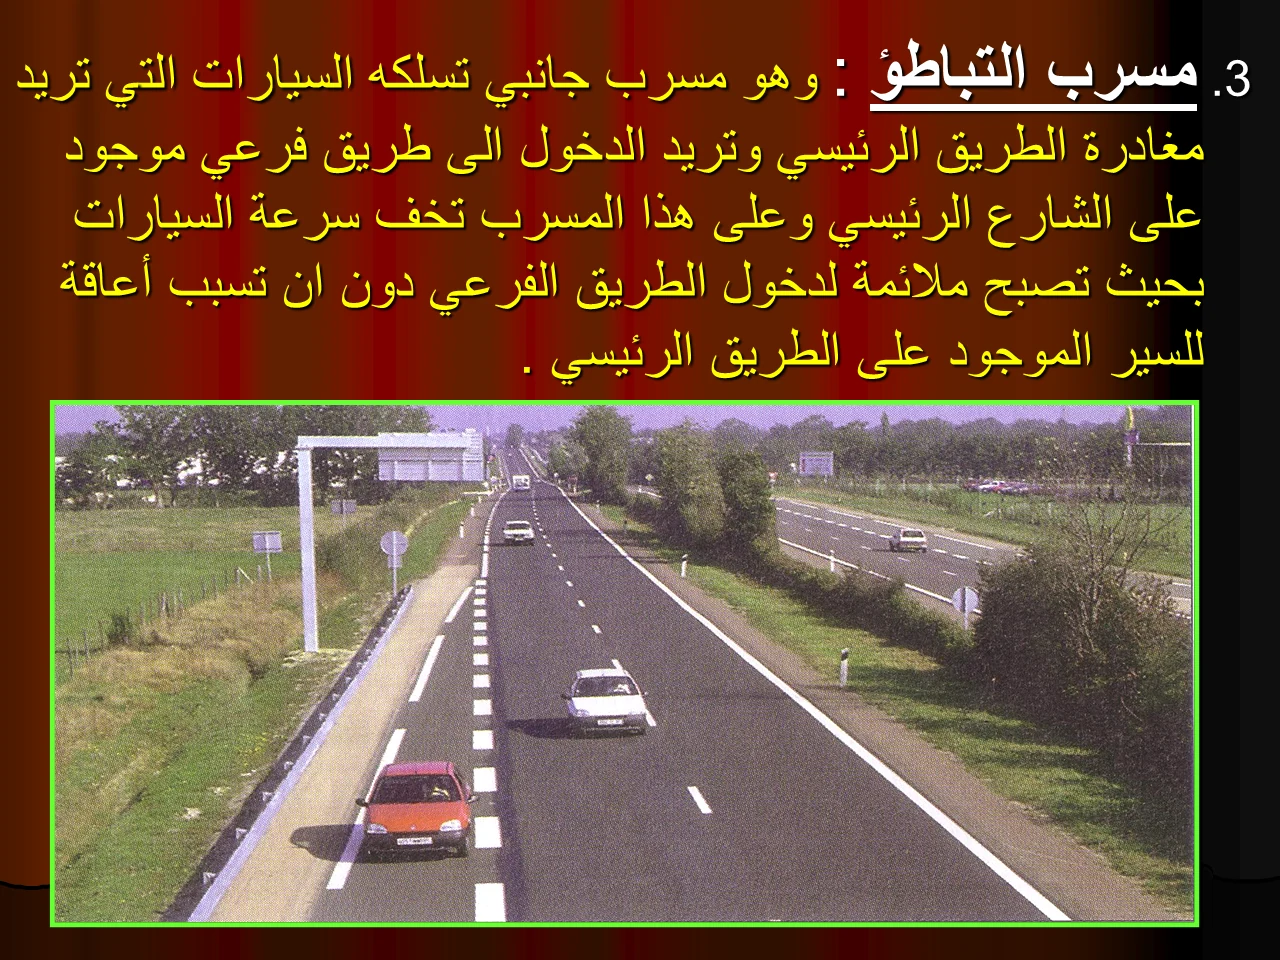 3. مسرب التباطؤ : وهو مسرب جانبي تسلكه السيارات التي تريد
مغادرة الطريق الرئيسي وتريد الدخول الى طريق فرعي موجود
على الشارع الرئيسي وعلى هذا المسرب تخف سرعة السيارات
بحيث تصبح ملائمة لدخول الطريق الفرعي دون ان تسبب أعاقة
للسير الموجود على الطريق الرئيسي .